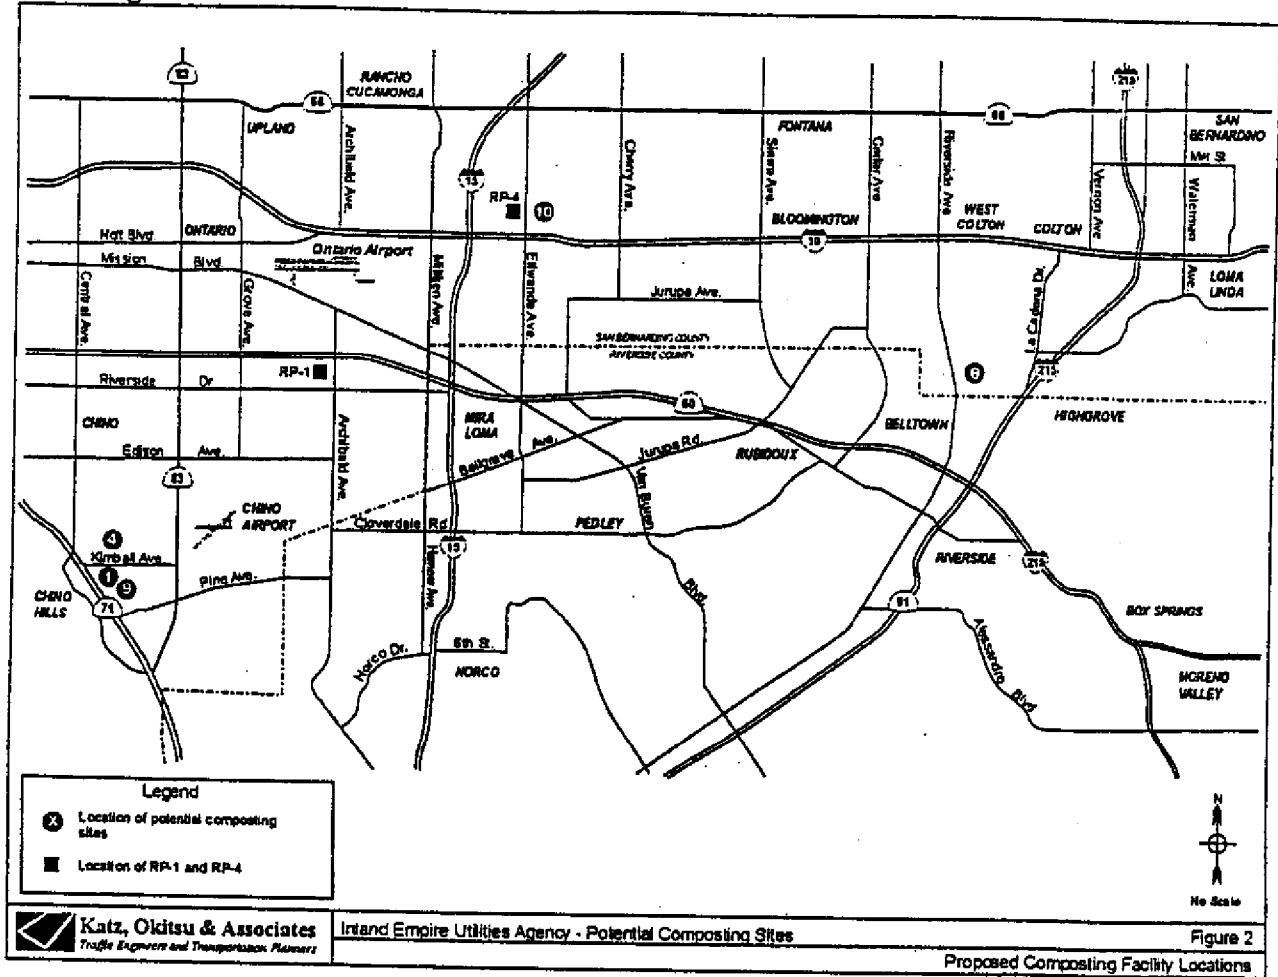 83
RANCHO
CUCAMONGA
66
UPLAND
Archibald Ave.
15
Cherry Ave.
FONTANA
Sierra Ave.
Cedar Ave
Riverside Ave
66
215
SAN
BERNARDINO
Mill St
Vernon Ave
Waterman
Ave.
RP-4
10
BLOOMINGTON
WEST
COLTON
COLTON
10
Holt Blvd
ONTARIO
Ontario Airport
Mission Blvd
Central Ave.
Grove Ave.
Milliken Ave.
Etiwanda Ave.
Jurupa Ave.
LOMA
LINDA
SAN BERNARDINO COUNTY
RIVERSIDE COUNTY
RP-1
6
215
Riverside Dr
60
HIGHGROVE
CHINO
MIRA
LOMA
BELLTOWN
Edison Ave.
Archibald Ave.
Bellgrave Ave.
Jurupa Rd.
RUBIDOUX
83
Van Buren
Blvd.
CHINO
AIRPORT
Cloverdale Rd
PEDLEY
4
Kimball Ave.
15
RIVERSIDE
215
1
9
Pine Ave.
Hamner Ave.
CHINO
HILLS
71
91
BOX SPRINGS
Norco Dr.
6th St.
NORCO
Alessandro
Blvd
MORENO
VALLEY
Legend
X
Location of potential composting
sites
Location of RP-1 and RP-4
N
No Scale
Katz, Okitsu & Associates
Traffic Engineers and Transportation Planners
Inland Empire Utilities Agency - Potential Composting Sites
Figure 2
Proposed Composting Facility Locations